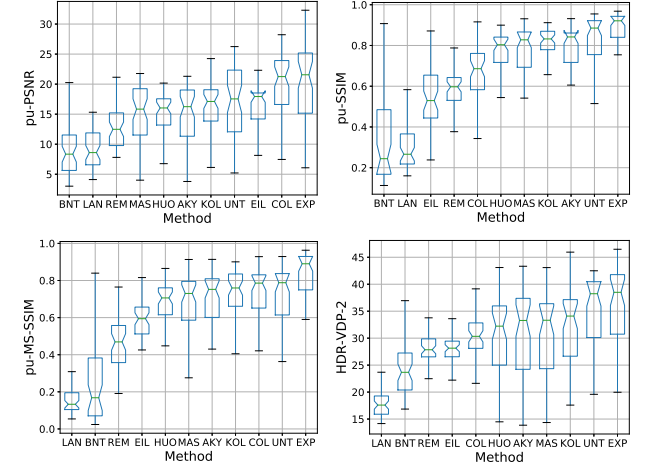 pu-PSNR
30
25
20
15
10
5
BNT LAN REM MAS HUO AKY KOL UNT EIL COL EXP
Method
pu-SSIM
1.0
0.8
0.6
0.4
0.2
BNT LAN EIL REM COL HUO MAS KOL AKY UNT EXP
Method
pu-MS-SSIM
1.0
0.8
0.6
0.4
0.2
0.0
LAN BNT REM EIL HUO MAS AKY KOL COL UNT EXP
Method
HDR-VDP-2
45
40
35
30
25
20
15
LAN BNT REM EIL COL HUO AKY MAS KOL UNT EXP
Method